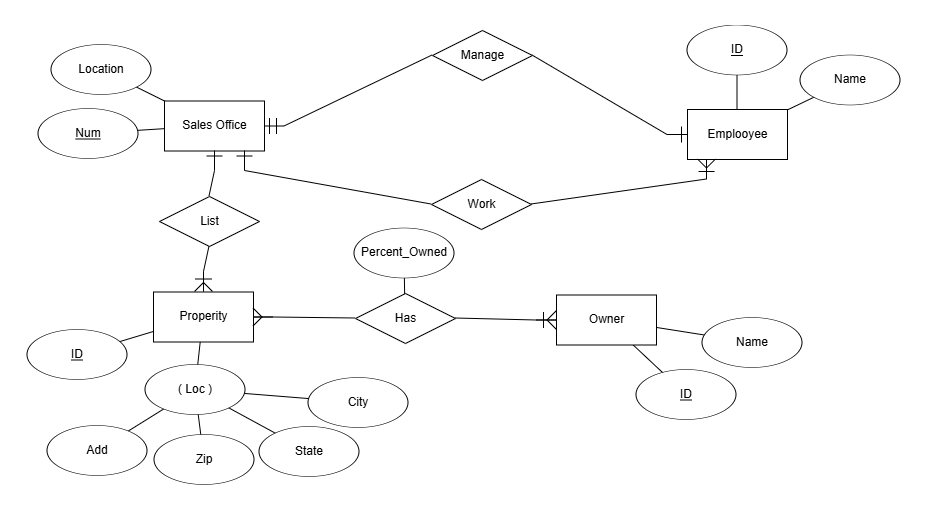 Manage
ID
Location
Name
Sales Office
Num
Emplooyee
Work
List
Percent_Owned
Properity
Has
Owner
Name
ID
( Loc )
ID
City
Add
Zip
State